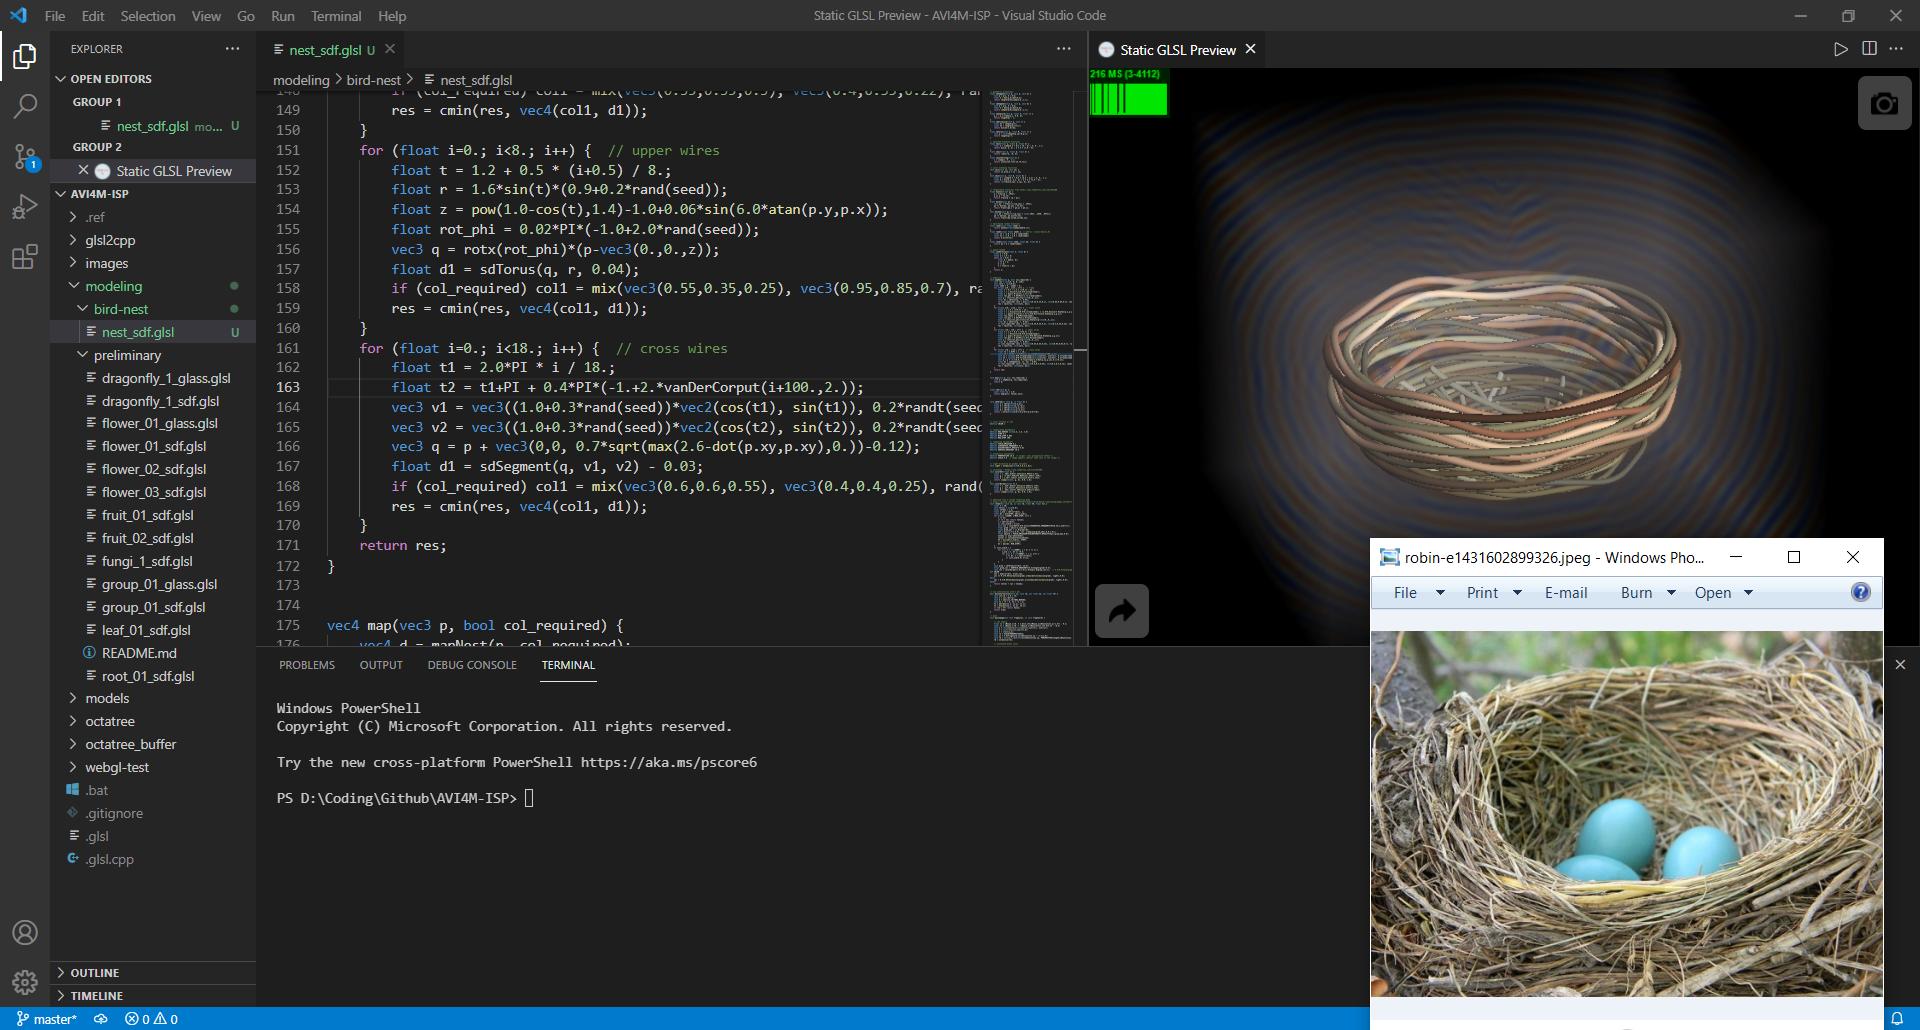 File Edit Selection View Go Run Terminal Help
Static GLSL Preview - AVI4M-ISP - Visual Studio Code
EXPLORER
OPEN EDITORS
GROUP 1
nest_sdf.glsl mo... U
GROUP 2
Static GLSL Preview
AVI4M-ISP
.ref
glsl2cpp
images
modeling
bird-nest
nest_sdf.glsl U
preliminary
dragonfly_1_glass.glsl
dragonfly_1_sdf.glsl
flower_01_glass.glsl
flower_01_sdf.glsl
flower_02_sdf.glsl
flower_03_sdf.glsl
fruit_01_sdf.glsl
fruit_02_sdf.glsl
fungi_1_sdf.glsl
group_01_glass.glsl
group_01_sdf.glsl
leaf_01_sdf.glsl
README.md
root_01_sdf.glsl
models
octatree
octatree_buffer
webgl-test
.bat
.gitignore
.glsl
.glsl.cpp
OUTLINE
TIMELINE
nest_sdf.glsl U
modeling > bird-nest > nest_sdf.glsl
149 res = cmin(res, vec4(col1, d1));
150 }
151 for (float i=0.; i<8.; i++) { // upper wires
152 float t = 1.2 + 0.5 * (i+0.5) / 8.;
153 float r = 1.6*sin(t)*(0.9+0.2*rand(seed));
154 float z = pow(1.0-cos(t),1.4)-1.0+0.06*sin(6.0*atan(p.y,p.x));
155 float rot_phi = 0.02*PI*(-1.0+2.0*rand(seed));
156 vec3 q = rotx(rot_phi)*(p-vec3(0.,0.,z));
157 float d1 = sdTorus(q, r, 0.04);
158 if (col_required) col1 = mix(vec3(0.55,0.35,0.25), vec3(0.95,0.85,0.7), ra
159 res = cmin(res, vec4(col1, d1));
160 }
161 for (float i=0.; i<18.; i++) { // cross wires
162 float t1 = 2.0*PI * i / 18.;
163 float t2 = t1+PI + 0.4*PI*(-1.+2.*vanDerCorput(i+100.,2.));
164 vec3 v1 = vec3((1.0+0.3*rand(seed))*vec2(cos(t1), sin(t1)), 0.2*randt(seed
165 vec3 v2 = vec3((1.0+0.3*rand(seed))*vec2(cos(t2), sin(t2)), 0.2*randt(seed
166 vec3 q = p + vec3(0,0, 0.7*sqrt(max(2.6-dot(p.xy,p.xy),0.))-0.12);
167 float d1 = sdSegment(q, v1, v2) - 0.03;
168 if (col_required) col1 = mix(vec3(0.6,0.6,0.55), vec3(0.4,0.4,0.25), rand(
169 res = cmin(res, vec4(col1, d1));
170 }
171 return res;
172 }
173
174
175 vec4 map(vec3 p, bool col_required) {
Static GLSL Preview
216 MS (3-4112)
PROBLEMS OUTPUT DEBUG CONSOLE TERMINAL
Windows PowerShell
Copyright (C) Microsoft Corporation. All rights reserved.
Try the new cross-platform PowerShell https://aka.ms/pscore6
PS D:\Coding\Github\AVI4M-ISP>
robin-e1431602899326.jpeg - Windows Pho...
File Print E-mail Burn Open
master* 0 0
1